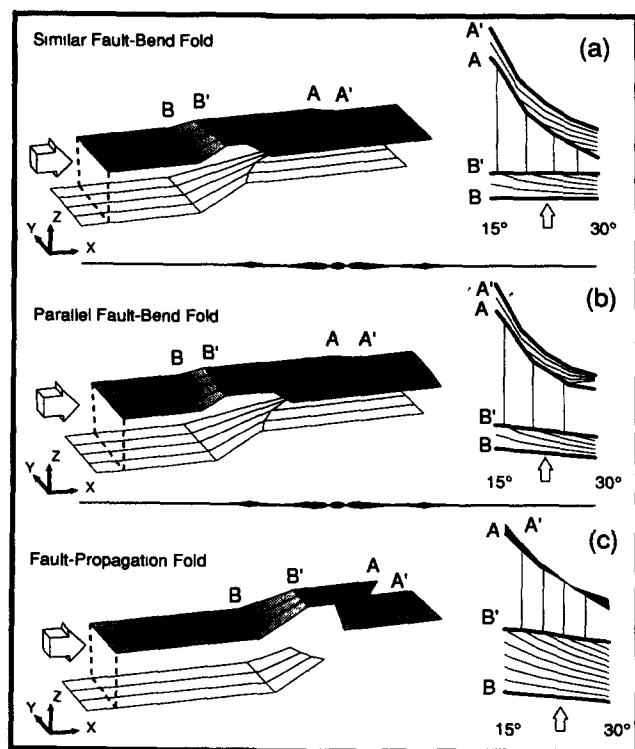 Similar Fault-Bend Fold
(a)
A'
A
B B' A A'
B'
B
Y Z X
15° 30°
Parallel Fault-Bend Fold
(b)
A'
A
B B' A A'
B'
B
Y Z X
15° 30°
Fault-Propagation Fold
(c)
A A'
B B' A A'
B'
B
Y Z X
15° 30°